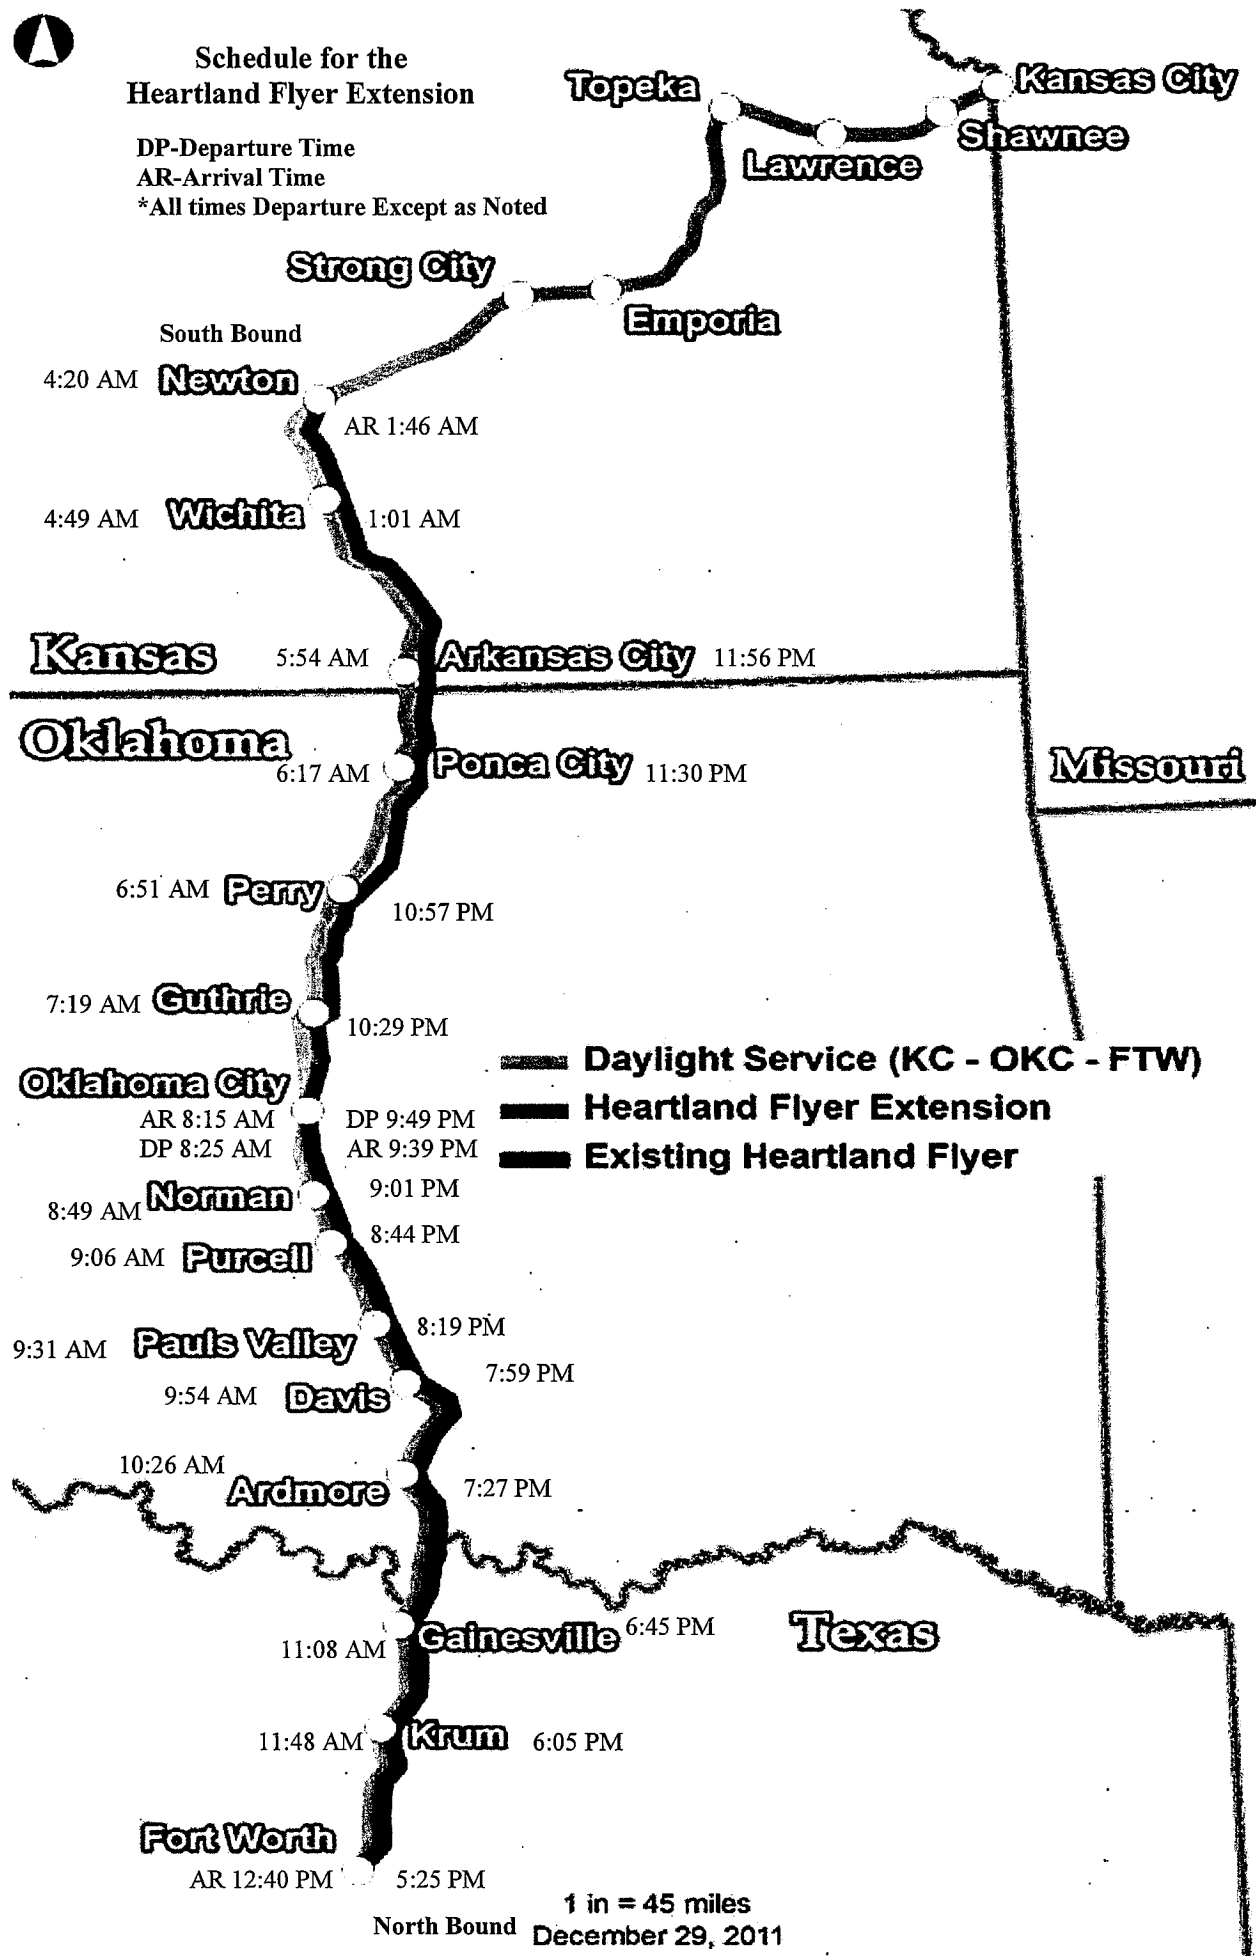 Schedule for the
Heartland Flyer Extension
DP-Departure Time
AR-Arrival Time
*All times Departure Except as Noted
Topeka
Kansas City
Shawnee
Lawrence
Strong City
Emporia
South Bound
4:20 AM Newton
AR 1:46 AM
4:49 AM Wichita 1:01 AM
Kansas 5:54 AM Arkansas City 11:56 PM
Oklahoma
6:17 AM Ponca City 11:30 PM
Missouri
6:51 AM Perry
10:57 PM
7:19 AM Guthrie
10:29 PM
Daylight Service (KC - OKC - FTW)
Heartland Flyer Extension
Existing Heartland Flyer
Oklahoma City
AR 8:15 AM DP 9:49 PM
DP 8:25 AM AR 9:39 PM
8:49 AM Norman 9:01 PM
9:06 AM Purcell 8:44 PM
9:31 AM Pauls Valley 8:19 PM
9:54 AM Davis 7:59 PM
10:26 AM Ardmore 7:27 PM
11:08 AM Gainesville 6:45 PM
Texas
11:48 AM Krum 6:05 PM
Fort Worth
AR 12:40 PM 5:25 PM
North Bound
1 in = 45 miles
December 29, 2011